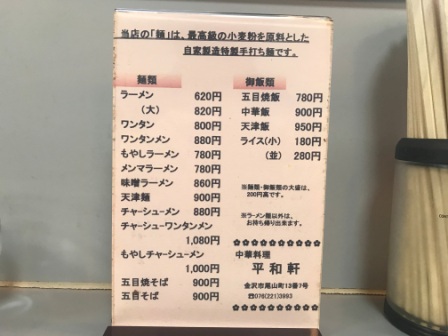 当店の「麺」は、最高級の小麦粉を原料とした
自家製造特製手打ち麺です。
麺類
ラーメン 620円
(大) 820円
ワンタン 800円
ワンタンメン 880円
もやしラーメン 780円
メンマラーメン 780円
味噌ラーメン 860円
天津麺 900円
チャーシューメン 880円
チャーシューワンタンメン
1,080円
もやしチャーシューメン
1,000円
五目焼そば 900円
五目そば 900円
御飯類
五目焼飯 780円
中華飯 900円
天津飯 950円
ライス(小) 180円
(並) 280円
当麺類・御飯類の大盛は、
200円高です。
※ラーメン類以外は、
お持ち帰り出来ます。
中華料理
平和軒
金沢市尾山町13番7号
☎076(221)3993